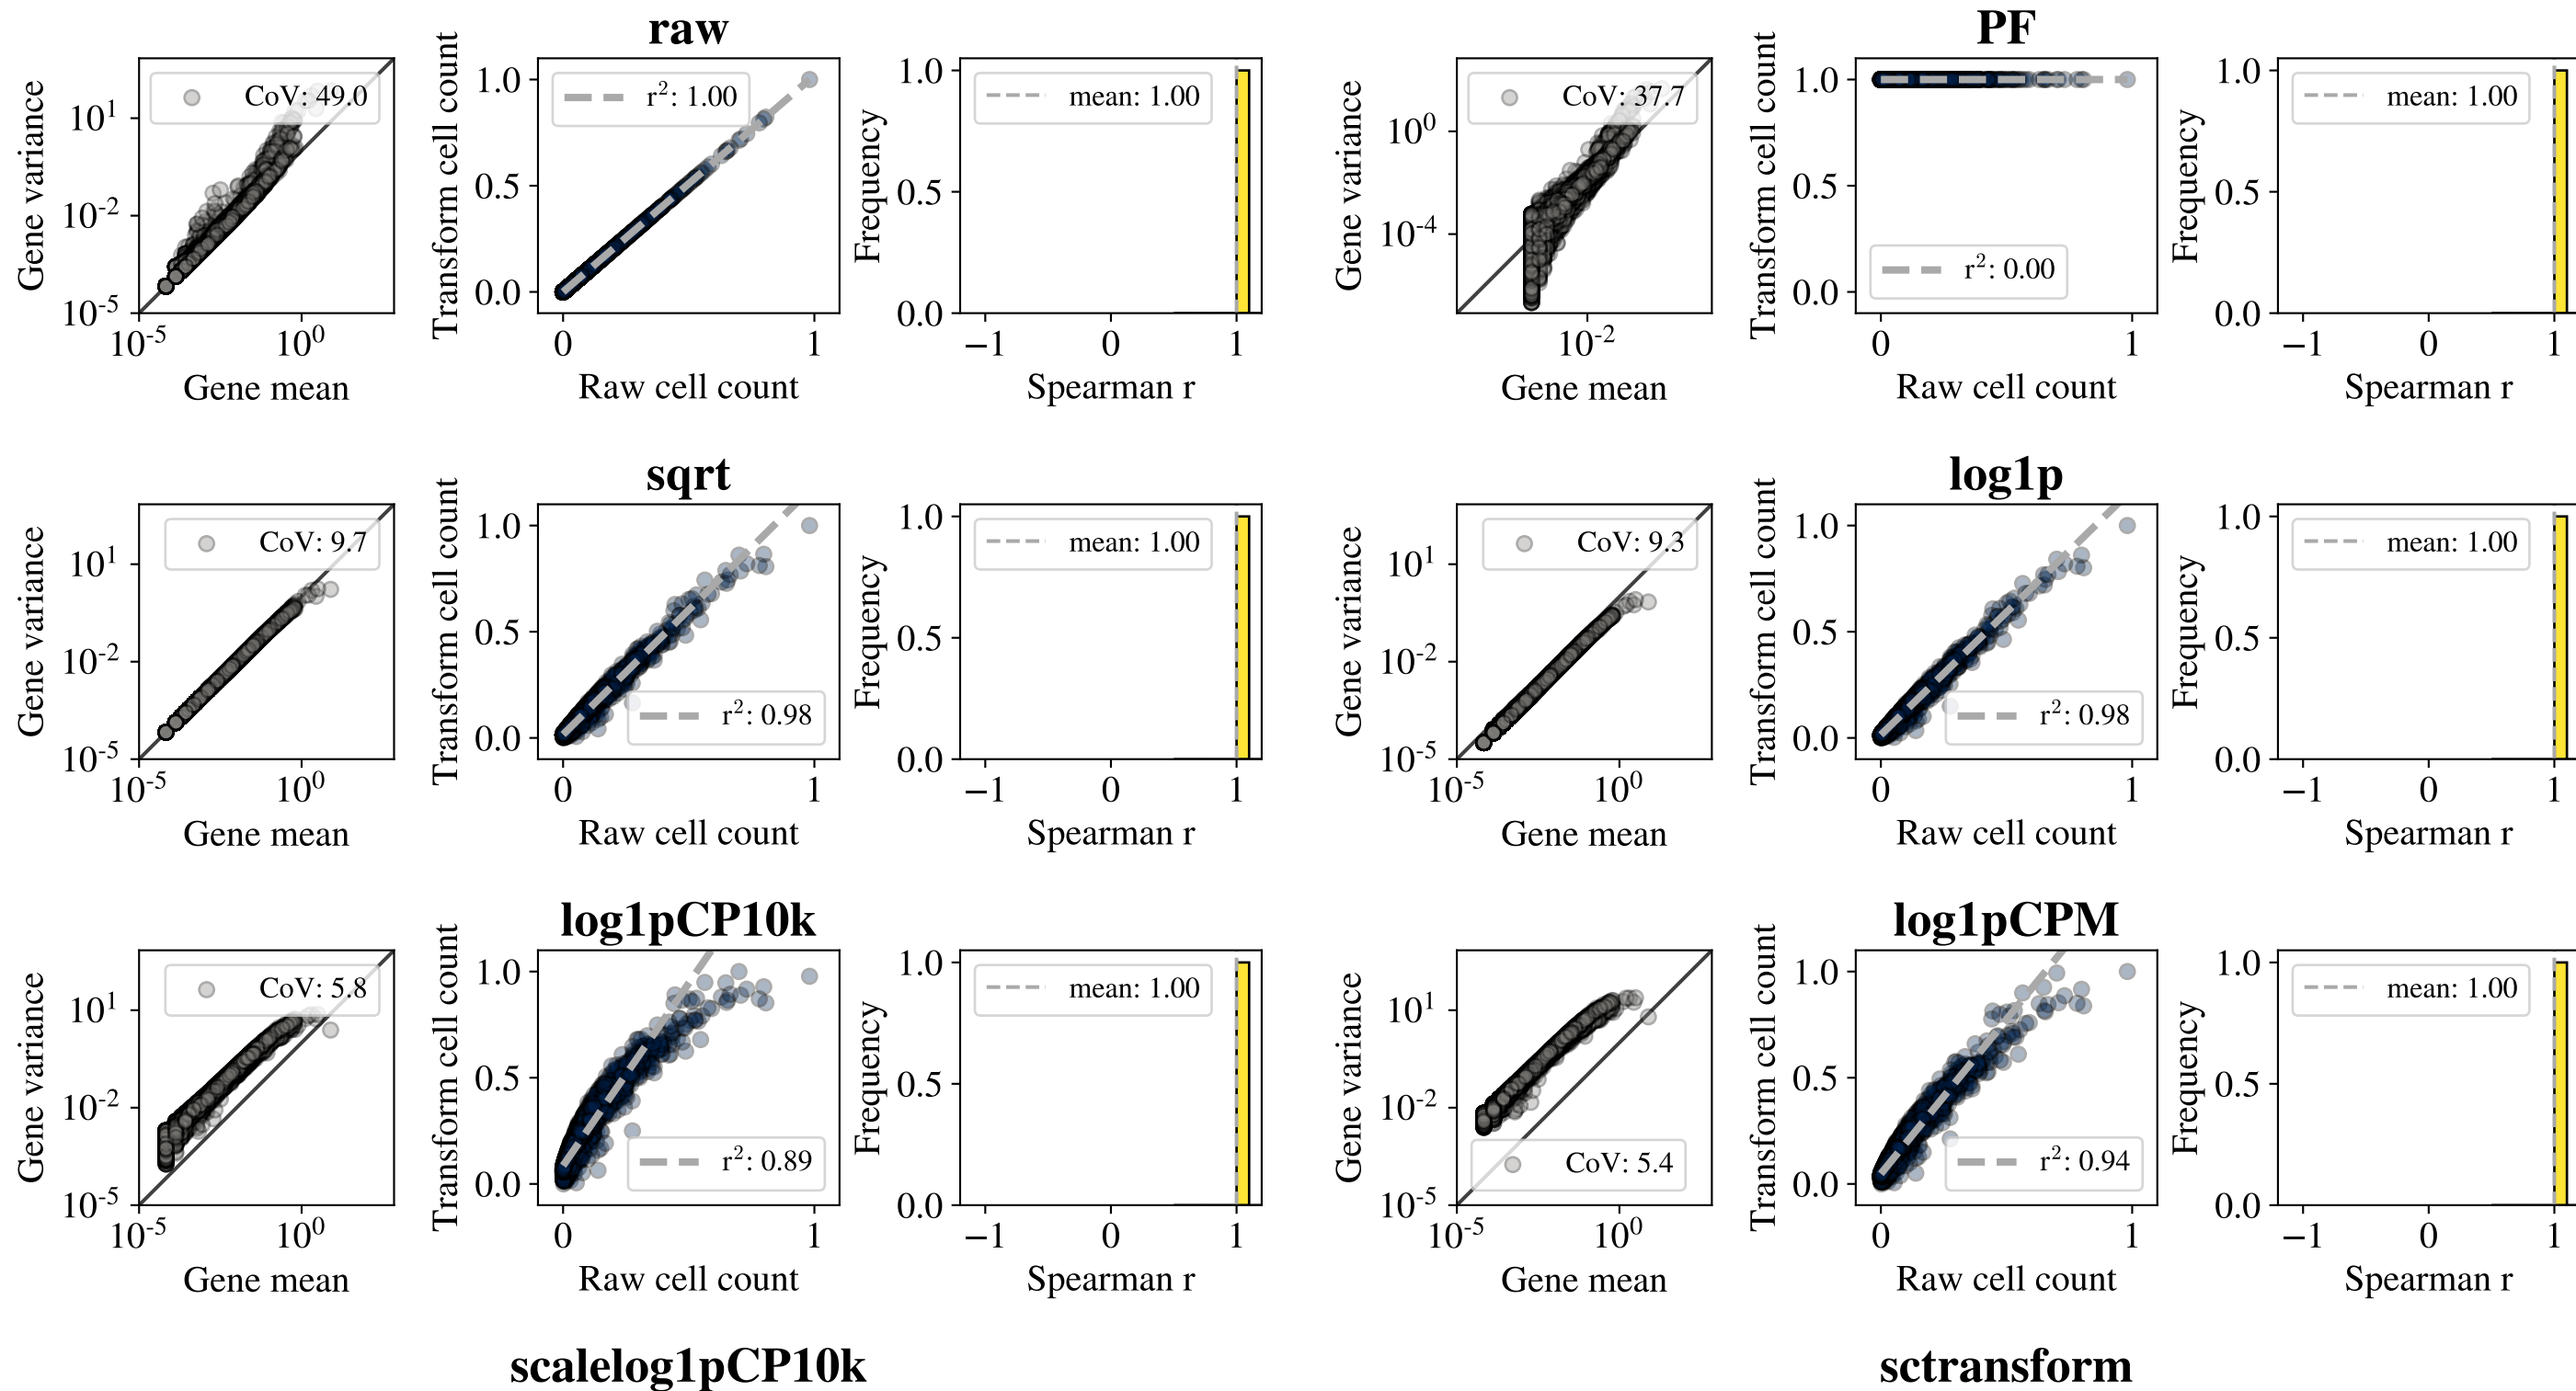 raw
Gene variance
10¹
10⁻²
10⁻⁵
CoV: 49.0
10⁻⁵ 10⁰
Gene mean
Transform cell count
1.0
0.5
0.0
r²: 1.00
0 1
Raw cell count
Frequency
1.0
0.5
0.0
mean: 1.00
−1 0 1
Spearman r
PF
Gene variance
10⁰
10⁻⁴
CoV: 37.7
10⁻²
Gene mean
Transform cell count
1.0
0.5
0.0
r²: 0.00
0 1
Raw cell count
Frequency
1.0
0.5
0.0
mean: 1.00
−1 0 1
Spearman r
sqrt
Gene variance
10¹
10⁻²
10⁻⁵
CoV: 9.7
10⁻⁵ 10⁰
Gene mean
Transform cell count
1.0
0.5
0.0
r²: 0.98
0 1
Raw cell count
Frequency
1.0
0.5
0.0
mean: 1.00
−1 0 1
Spearman r
log1p
Gene variance
10¹
10⁻²
10⁻⁵
CoV: 9.3
10⁻⁵ 10⁰
Gene mean
Transform cell count
1.0
0.5
0.0
r²: 0.98
0 1
Raw cell count
Frequency
1.0
0.5
0.0
mean: 1.00
−1 0 1
Spearman r
log1pCP10k
Gene variance
10¹
10⁻²
10⁻⁵
CoV: 5.8
10⁻⁵ 10⁰
Gene mean
Transform cell count
1.0
0.5
0.0
r²: 0.89
0 1
Raw cell count
Frequency
1.0
0.5
0.0
mean: 1.00
−1 0 1
Spearman r
log1pCPM
Gene variance
10¹
10⁻²
10⁻⁵
CoV: 5.4
10⁻⁵ 10⁰
Gene mean
Transform cell count
1.0
0.5
0.0
r²: 0.94
0 1
Raw cell count
Frequency
1.0
0.5
0.0
mean: 1.00
−1 0 1
Spearman r
scalelog1pCP10k
sctransform